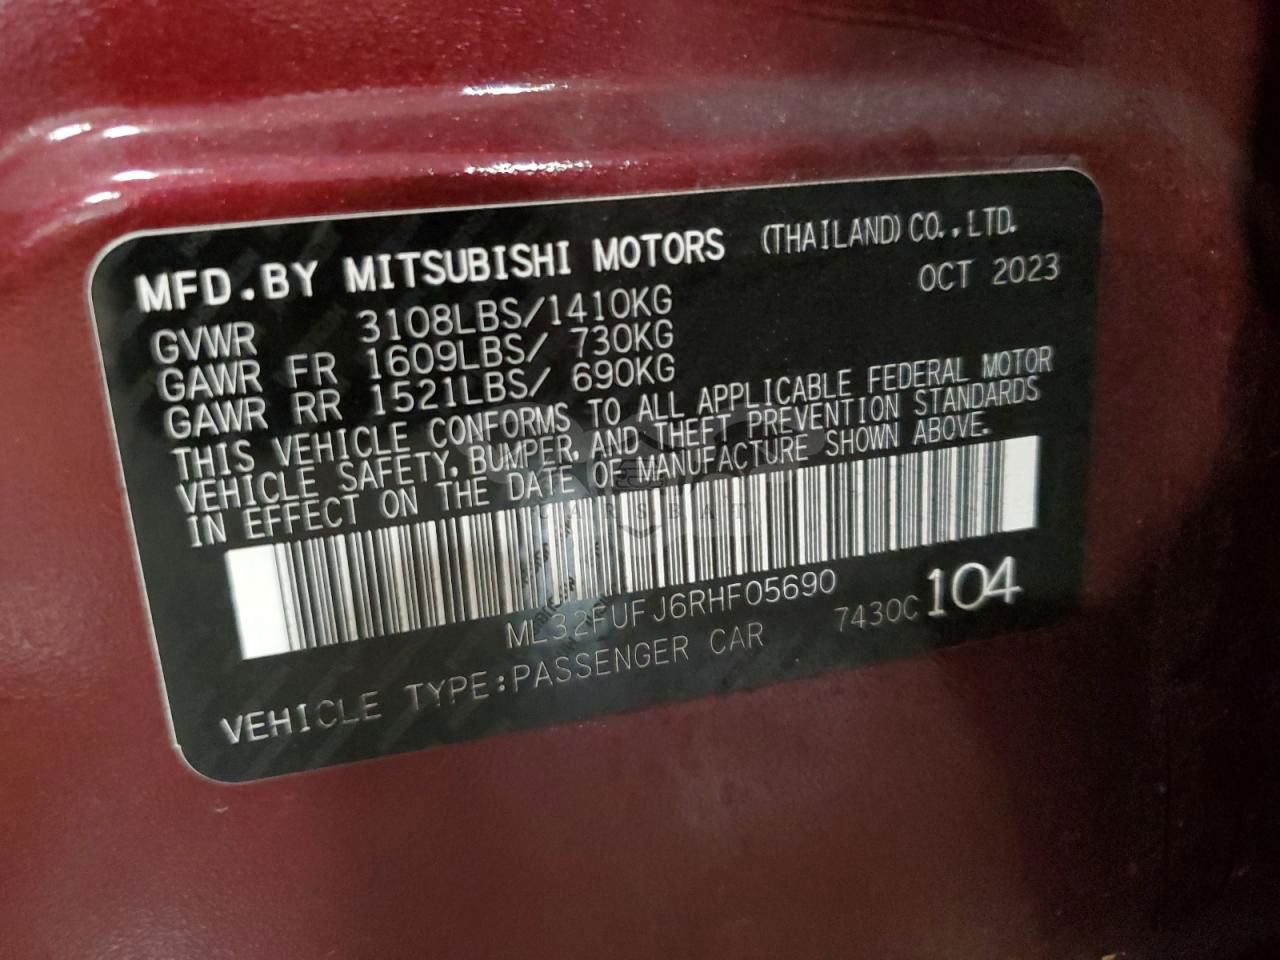 MFD.BY MITSUBISHI MOTORS (THAILAND)CO.,LTD.
OCT 2023
GVWR 3108LBS/1410KG
GAWR FR 1609LBS/ 730KG
GAWR RR 1521LBS/ 690KG
THIS VEHICLE CONFORMS TO ALL APPLICABLE FEDERAL MOTOR
VEHICLE SAFETY, BUMPER, AND THEFT PREVENTION STANDARDS
IN EFFECT ON THE DATE OF MANUFACTURE SHOWN ABOVE.
CARSBAT
ML32FUFJ6RHF05690
7430C 104
VEHICLE TYPE:PASSENGER CAR